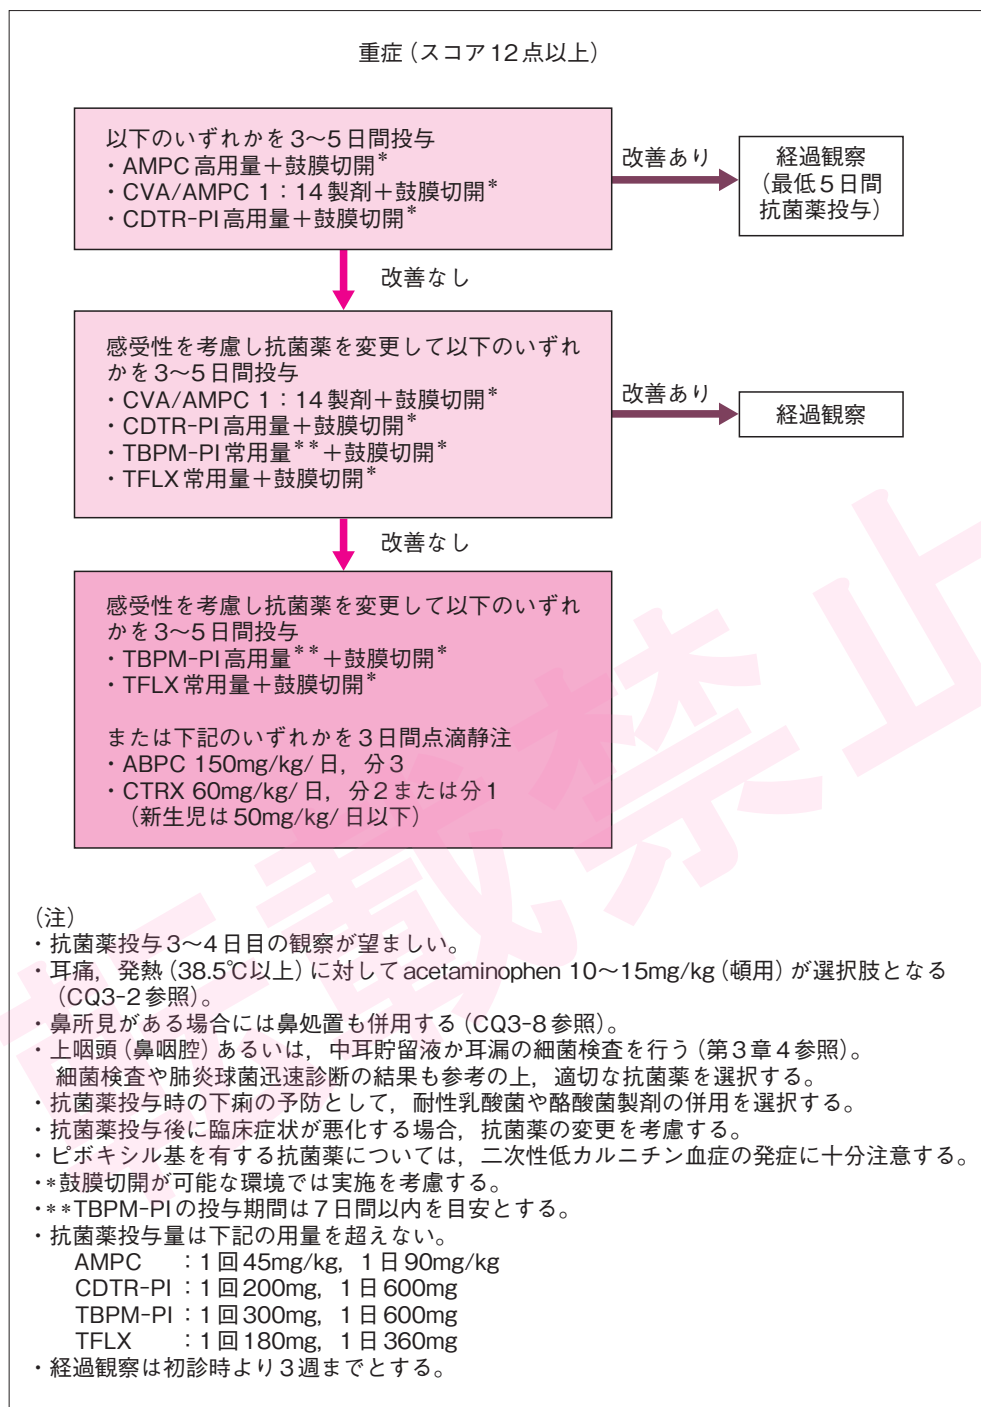 重症（スコア12点以上）
以下のいずれかを3～5日間投与
・AMPC高用量＋鼓膜切開*
・CVA/AMPC 1：14製剤＋鼓膜切開*
・CDTR-PI高用量＋鼓膜切開*
改善あり
経過観察
（最低5日間
抗菌薬投与）
改善なし
感受性を考慮し抗菌薬を変更して以下のいずれ
かを3～5日間投与
・CVA/AMPC 1：14製剤＋鼓膜切開*
・CDTR-PI高用量＋鼓膜切開*
・TBPM-PI常用量**＋鼓膜切開*
・TFLX常用量＋鼓膜切開*
改善あり
経過観察
改善なし
感受性を考慮し抗菌薬を変更して以下のいずれ
かを3～5日間投与
・TBPM-PI高用量**＋鼓膜切開*
・TFLX常用量＋鼓膜切開*
または下記のいずれかを3日間点滴静注
・ABPC 150mg/kg/日，分3
・CTRX 60mg/kg/日，分2または分1
（新生児は50mg/kg/日以下）
（注）
・抗菌薬投与3～4日目の観察が望ましい。
・耳痛，発熱（38.5℃以上）に対してacetaminophen 10～15mg/kg（頓用）が選択肢となる
（CQ3-2参照）。
・鼻所見がある場合には鼻処置も併用する（CQ3-8参照）。
・上咽頭（鼻咽腔）あるいは，中耳貯留液か耳漏の細菌検査を行う（第3章4参照）。
細菌検査や肺炎球菌迅速診断の結果も参考の上，適切な抗菌薬を選択する。
・抗菌薬投与時の下痢の予防として，耐性乳酸菌や酪酸菌製剤の併用を選択する。
・抗菌薬投与後に臨床症状が悪化する場合，抗菌薬の変更を考慮する。
・ピボキシル基を有する抗菌薬については，二次性低カルニチン血症の発症に十分注意する。
・*鼓膜切開が可能な環境では実施を考慮する。
・**TBPM-PIの投与期間は7日間以内を目安とする。
・抗菌薬投与量は下記の用量を超えない。
AMPC ：1回45mg/kg，1日90mg/kg
CDTR-PI：1回200mg，1日600mg
TBPM-PI：1回300mg，1日600mg
TFLX ：1回180mg，1日360mg
・経過観察は初診時より3週までとする。
転載禁止